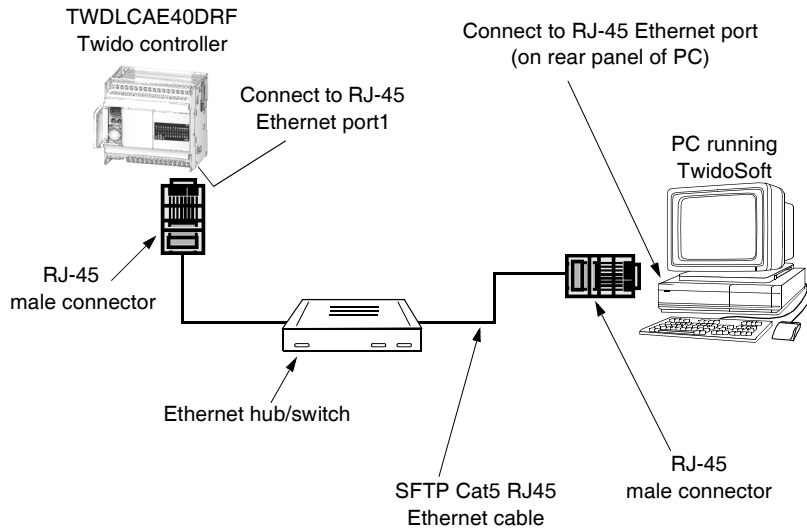 TWDLCAE40DRF
Twido controller
Connect to RJ-45 Ethernet port
(on rear panel of PC)
Connect to RJ-45
Ethernet port1
PC running
TwidoSoft
RJ-45
male connector
Ethernet hub/switch
SFTP Cat5 RJ45
Ethernet cable
RJ-45
male connector